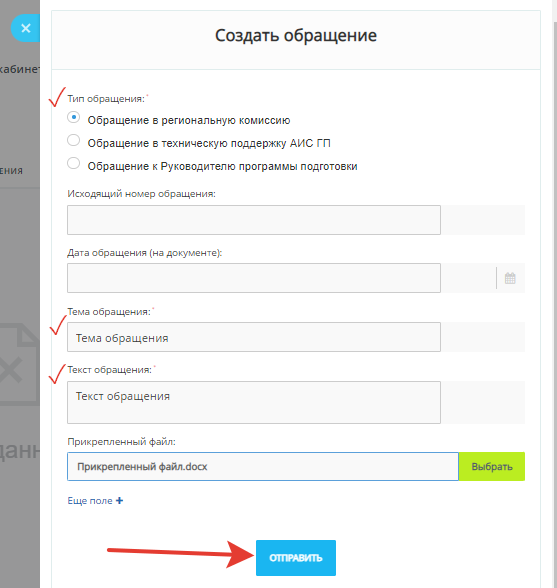 Создать обращение
кабинет
Тип обращения:*
Обращение в региональную комиссию
Обращение в техническую поддержку АИС ГП
Обращение к Руководителю программы подготовки
ения
Исходящий номер обращения:
Дата обращения (на документе):
Тема обращения:*
Тема обращения
Текст обращения:*
Текст обращения
данн
Прикрепленный файл:
Прикрепленный файл.docx
Выбрать
Еще поле +
ОТПРАВИТЬ